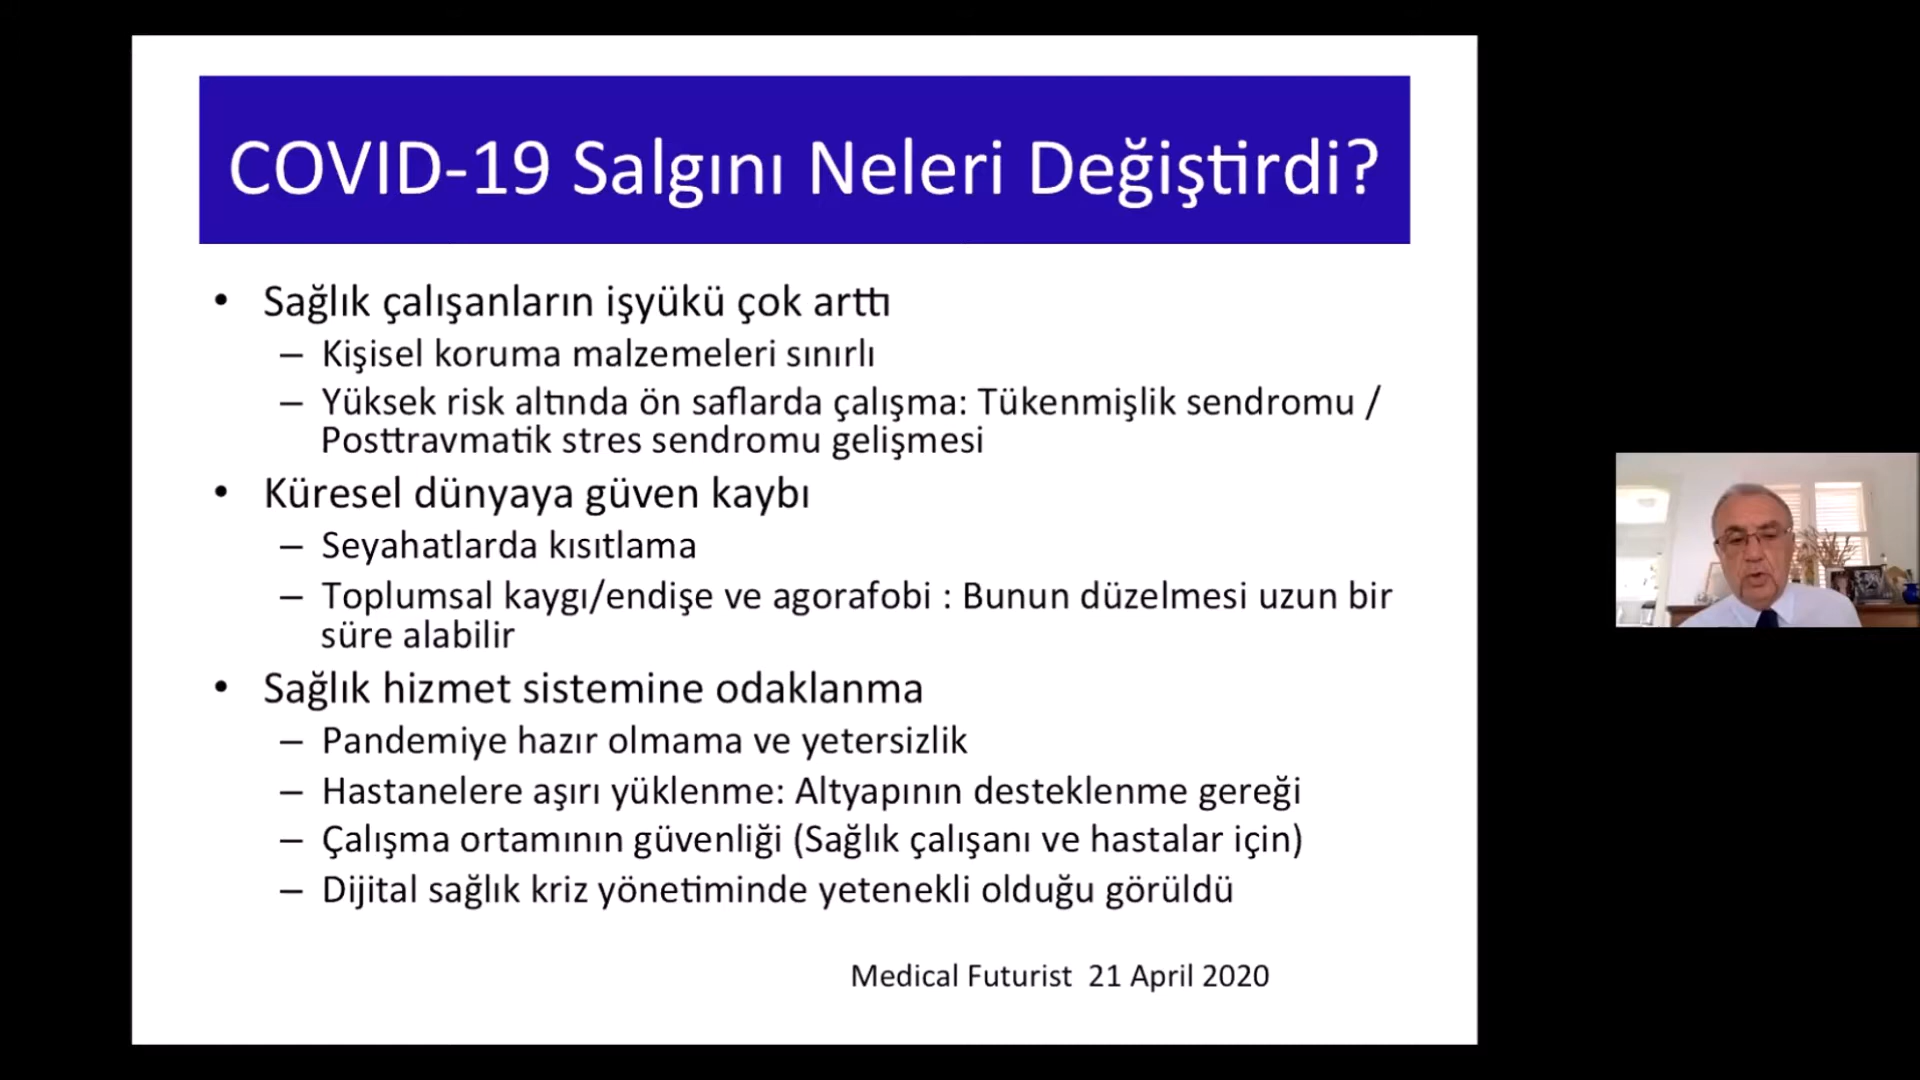 COVID-19 Salgını Neleri Değiştirdi?
• Sağlık çalışanların işyükü çok arttı
– Kişisel koruma malzemeleri sınırlı
– Yüksek risk altında ön saflarda çalışma: Tükenmişlik sendromu /
Posttravmatik stres sendromu gelişmesi
• Küresel dünyaya güven kaybı
– Seyahatlarda kısıtlama
– Toplumsal kaygı/endişe ve agorafobi : Bunun düzelmesi uzun bir
süre alabilir
• Sağlık hizmet sistemine odaklanma
– Pandemiye hazır olmama ve yetersizlik
– Hastanelere aşırı yüklenme: Altyapının desteklenme gereği
– Çalışma ortamının güvenliği (Sağlık çalışanı ve hastalar için)
– Dijital sağlık kriz yönetiminde yetenekli olduğu görüldü
Medical Futurist 21 April 2020